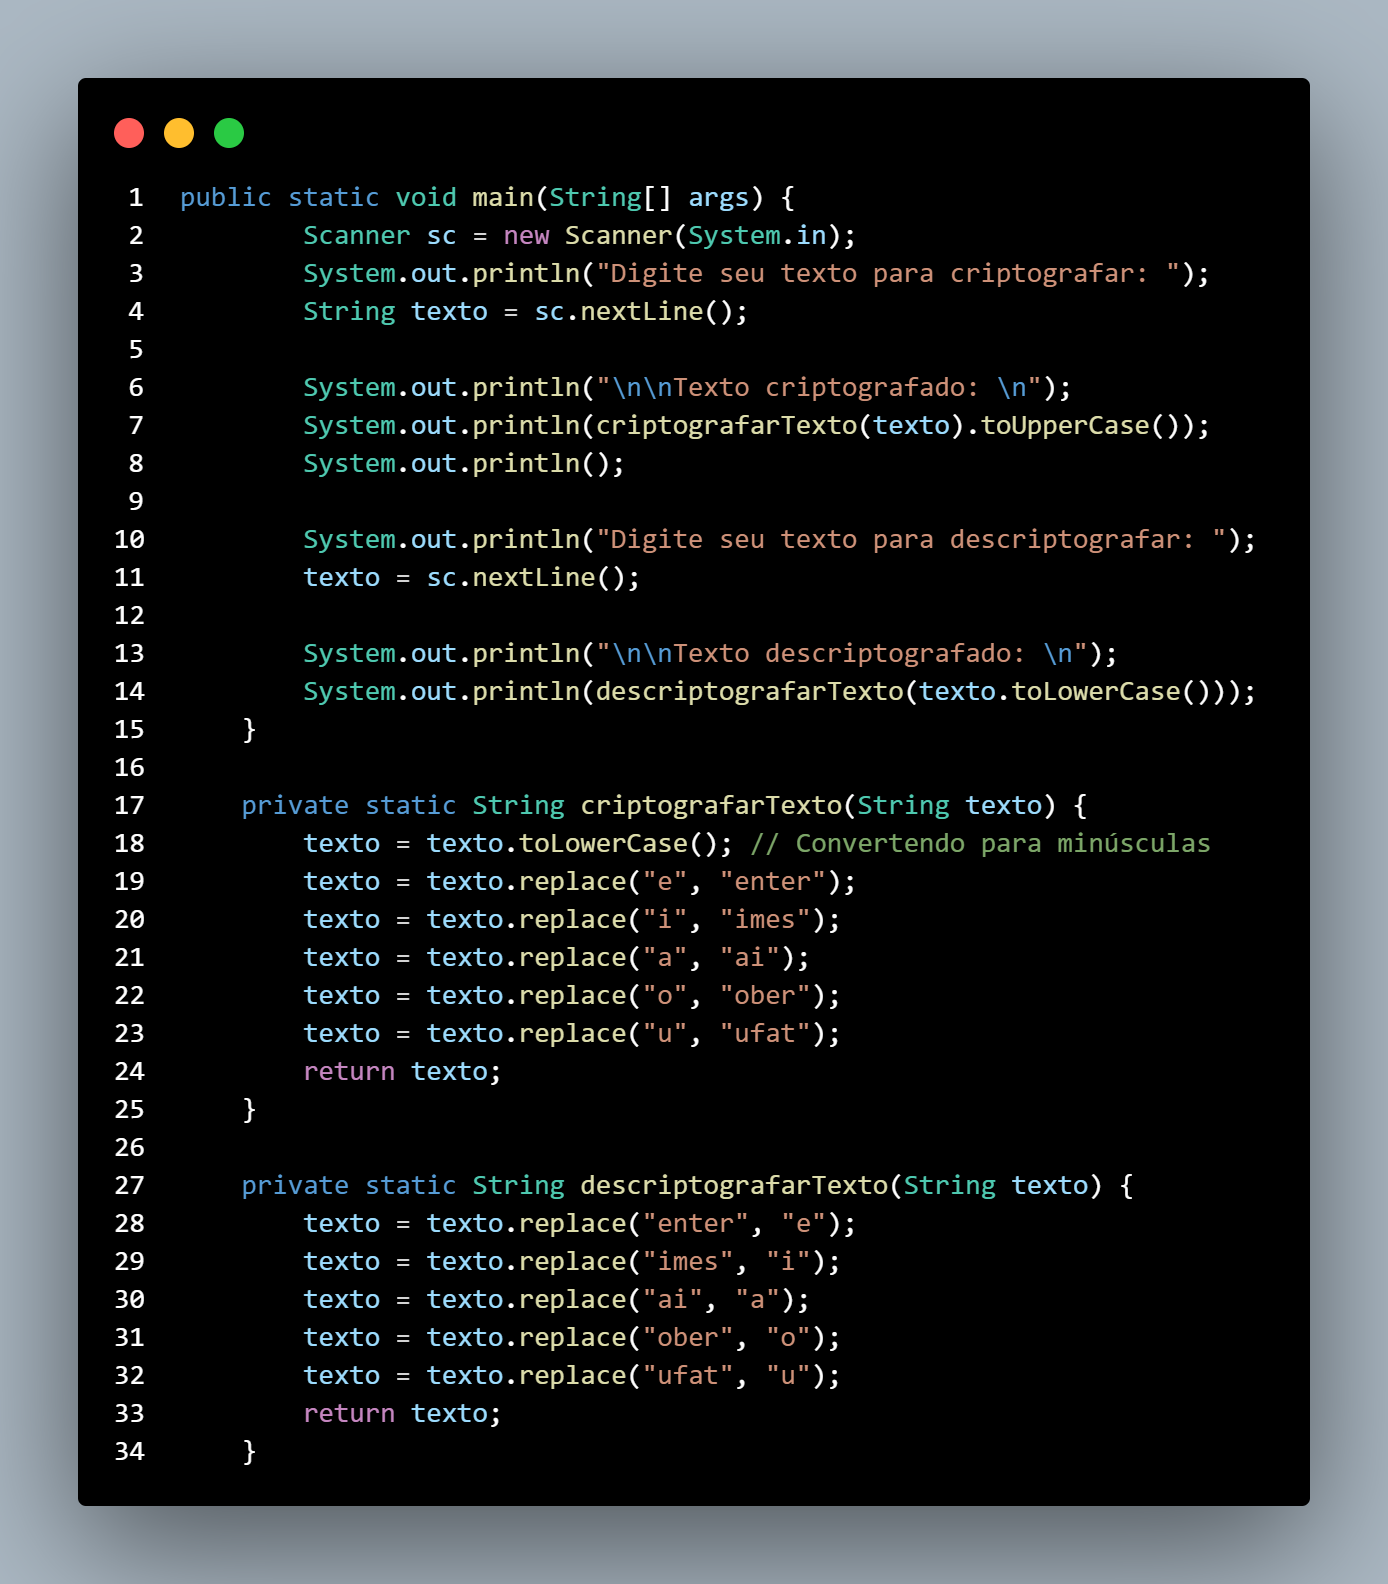 1 public static void main(String[] args) {
2 Scanner sc = new Scanner(System.in);
3 System.out.println("Digite seu texto para criptografar: ");
4 String texto = sc.nextLine();
5
6 System.out.println("\n\nTexto criptografado: \n");
7 System.out.println(criptografarTexto(texto).toUpperCase());
8 System.out.println();
9
10 System.out.println("Digite seu texto para descriptografar: ");
11 texto = sc.nextLine();
12
13 System.out.println("\n\nTexto descriptografado: \n");
14 System.out.println(descriptografarTexto(texto.toLowerCase()));
15 }
16
17 private static String criptografarTexto(String texto) {
18 texto = texto.toLowerCase(); // Convertendo para minúsculas
19 texto = texto.replace("e", "enter");
20 texto = texto.replace("i", "imes");
21 texto = texto.replace("a", "ai");
22 texto = texto.replace("o", "ober");
23 texto = texto.replace("u", "ufat");
24 return texto;
25 }
26
27 private static String descriptografarTexto(String texto) {
28 texto = texto.replace("enter", "e");
29 texto = texto.replace("imes", "i");
30 texto = texto.replace("ai", "a");
31 texto = texto.replace("ober", "o");
32 texto = texto.replace("ufat", "u");
33 return texto;
34 }